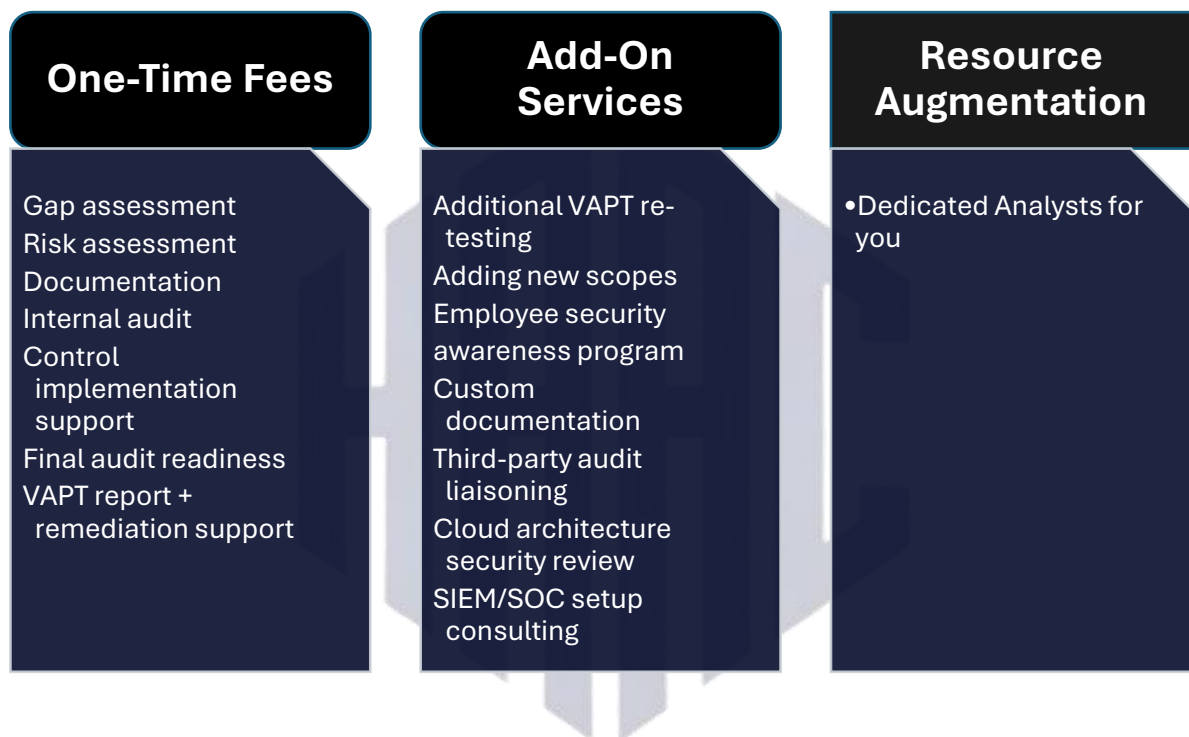 One-Time Fees
Gap assessment
Risk assessment
Documentation
Internal audit
Control
implementation
support
Final audit readiness
VAPT report +
remediation support
Add-On
Services
Additional VAPT re-
testing
Adding new scopes
Employee security
awareness program
Custom
documentation
Third-party audit
liaisoning
Cloud architecture
security review
SIEM/SOC setup
consulting
Resource
Augmentation
•Dedicated Analysts for
you